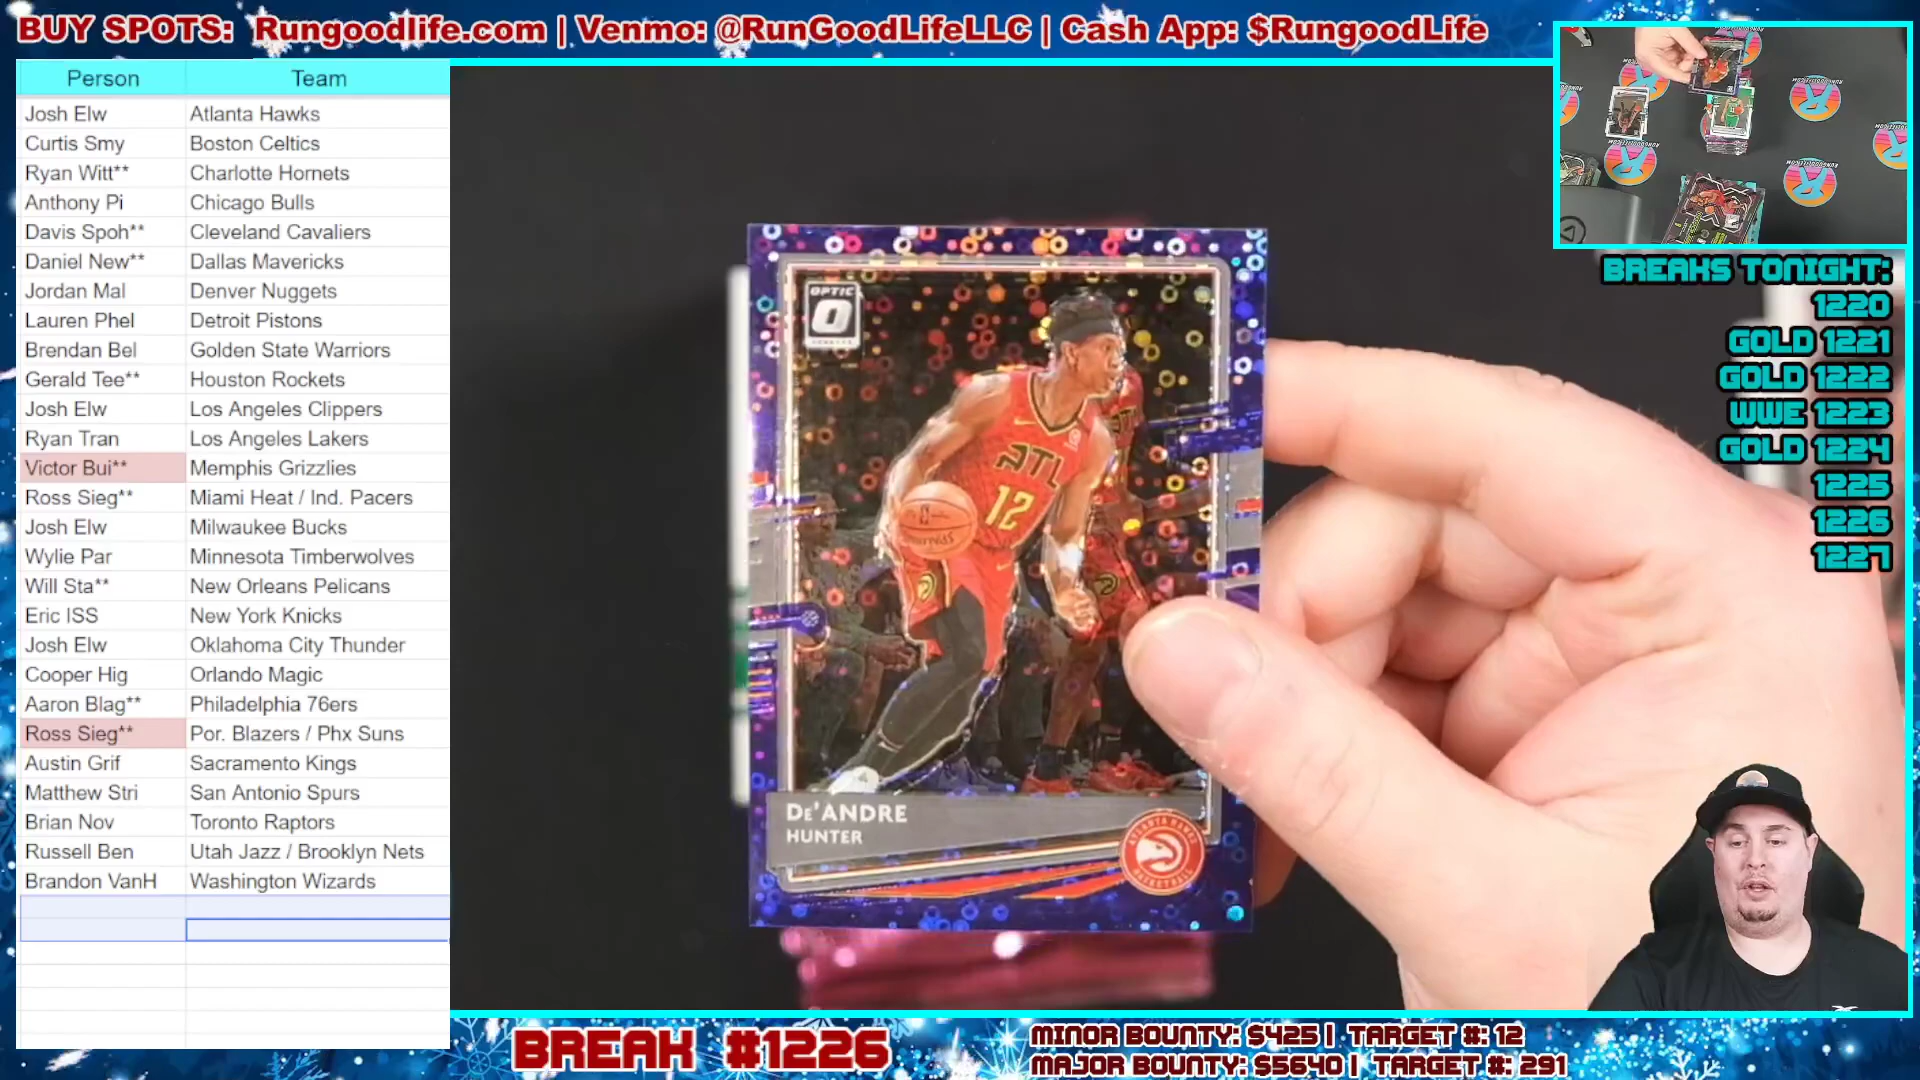 BUY SPOTS: Rungoodlife.com | Venmo: @RunGoodLifeLLC | Cash App: $RungoodLife
Person Team
Josh Elw Atlanta Hawks
Curtis Smy Boston Celtics
Ryan Witt** Charlotte Hornets
Anthony Pi Chicago Bulls
Davis Spoh** Cleveland Cavaliers
Daniel New** Dallas Mavericks
Jordan Mal Denver Nuggets
Lauren Phel Detroit Pistons
Brendan Bel Golden State Warriors
Gerald Tee** Houston Rockets
Josh Elw Los Angeles Clippers
Ryan Tran Los Angeles Lakers
Victor Bui** Memphis Grizzlies
Ross Sieg** Miami Heat / Ind. Pacers
Josh Elw Milwaukee Bucks
Wylie Par Minnesota Timberwolves
Will Sta** New Orleans Pelicans
Eric ISS New York Knicks
Josh Elw Oklahoma City Thunder
Cooper Hig Orlando Magic
Aaron Blag** Philadelphia 76ers
Ross Sieg** Por. Blazers / Phx Suns
Austin Grif Sacramento Kings
Matthew Stri San Antonio Spurs
Brian Nov Toronto Raptors
Russell Ben Utah Jazz / Brooklyn Nets
Brandon VanH Washington Wizards
OPTIC
ATL
12
DE'ANDRE
HUNTER
ATLANTA HAWKS
BASKETBALL
BREAKS TONIGHT:
1220
GOLD 1221
GOLD 1222
WWE 1223
GOLD 1224
1225
1226
1227
BREAK #1226
MINOR BOUNTY: $425 | TARGET #: 12
MAJOR BOUNTY: $5640 | TARGET #: 291